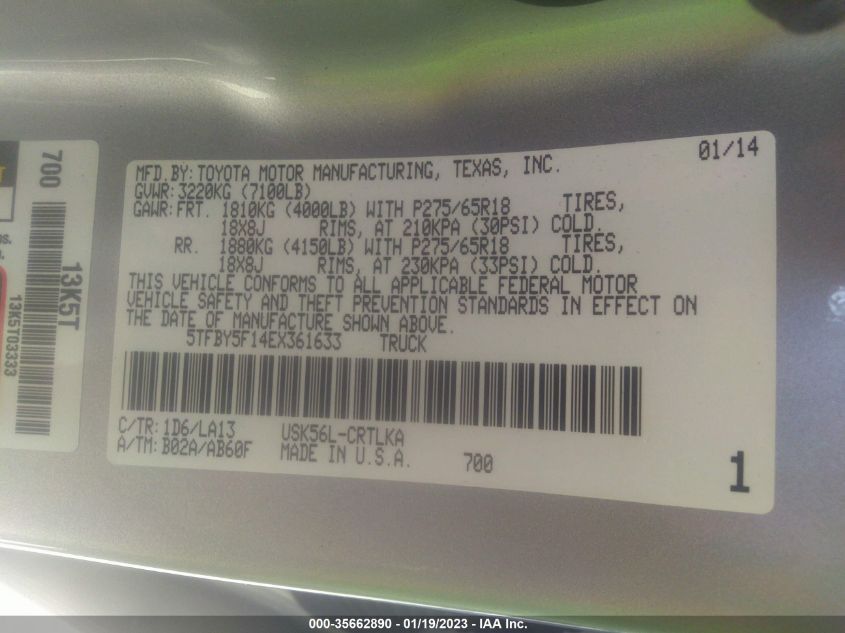 MFD.BY: TOYOTA MOTOR MANUFACTURING, TEXAS, INC. 01/14
GVWR: 3220KG (7100LB)
GAWR: FRT. 1810KG (4000LB) WITH P275/65R18 TIRES,
18X8J RIMS, AT 210KPA (30PSI) COLD.
RR. 1880KG (4150LB) WITH P275/65R18 TIRES,
18X8J RIMS, AT 230KPA (33PSI) COLD.
THIS VEHICLE CONFORMS TO ALL APPLICABLE FEDERAL MOTOR
VEHICLE SAFETY AND THEFT PREVENTION STANDARDS IN EFFECT ON
THE DATE OF MANUFACTURE SHOWN ABOVE.
5TFBY5F14EX361633 TRUCK
C/TR: 1D6/LA13 USK56L-CRTLKA
A/TM: B02A/AB60F MADE IN U.S.A. 700
1
700
13K5T
13K5T03333
000-35662890 - 01/19/2023 - IAA Inc.